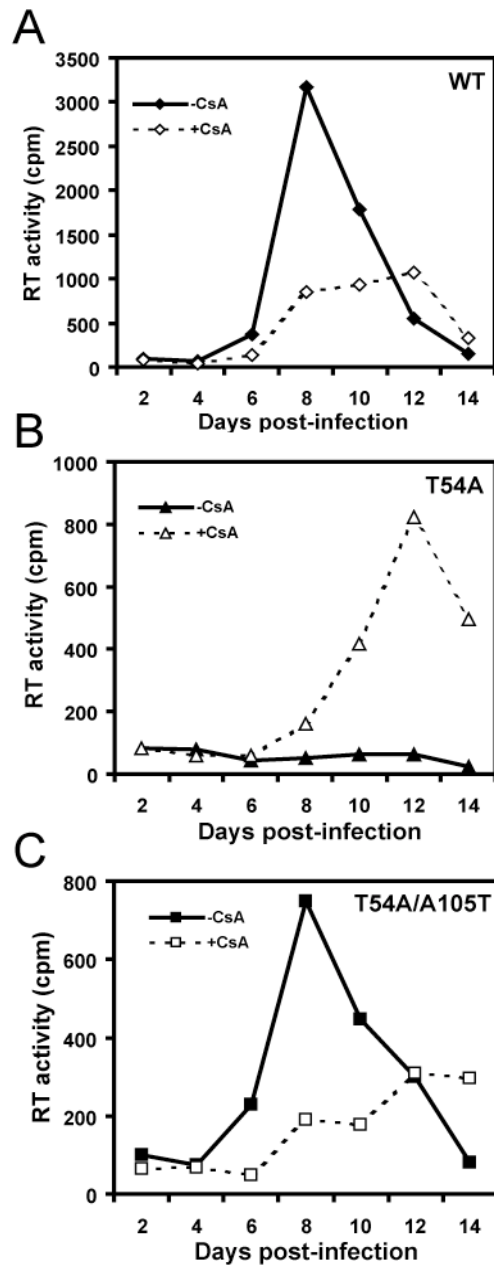 A
WT
3500
3000
2500
2000
1500
1000
500
0
RT activity (cpm)
-CsA
+CsA
2 4 6 8 10 12 14
Days post-infection
B
T54A
1000
800
600
400
200
0
RT activity (cpm)
-CsA
+CsA
2 4 6 8 10 12 14
Days post-infection
C
T54A/A105T
800
600
400
200
0
RT activity (cpm)
-CsA
+CsA
2 4 6 8 10 12 14
Days post-infection